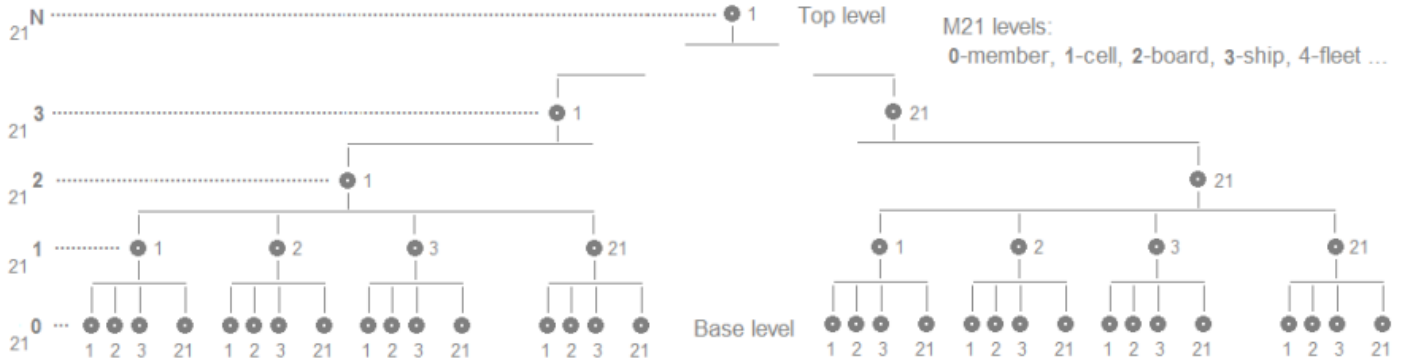 21 N 1 Top level
M21 levels:
0-member, 1-cell, 2-board, 3-ship, 4-fleet ...
21 3 1 21
21 2 1 21
21 1 1 2 3 21 1 2 3 21
21 0 Base level
1 2 3 21 1 2 3 21 1 2 3 21 1 2 3 21 1 2 3 21 1 2 3 21 1 2 3 21 1 2 3 21